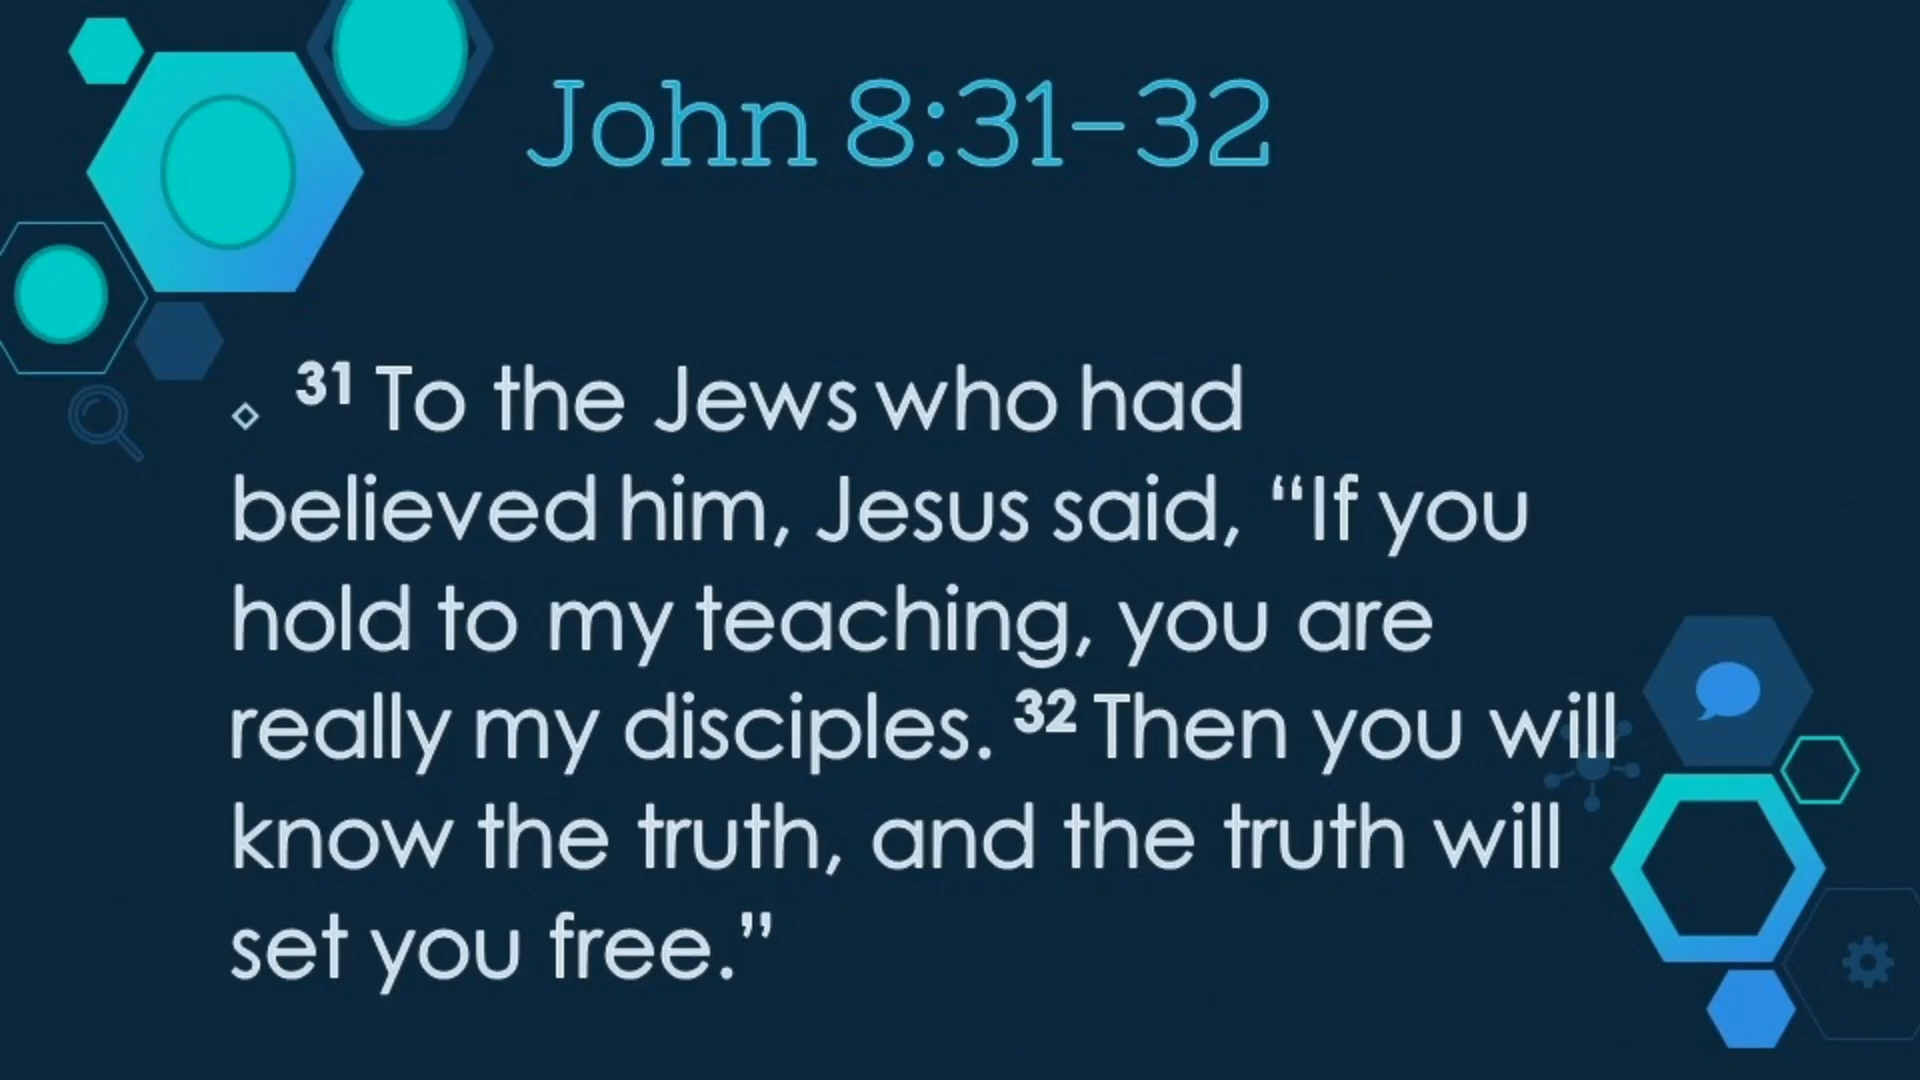 John 8:31–32
31 To the Jews who had
believed him, Jesus said, “If you
hold to my teaching, you are
really my disciples. 32 Then you will
know the truth, and the truth will
set you free.”